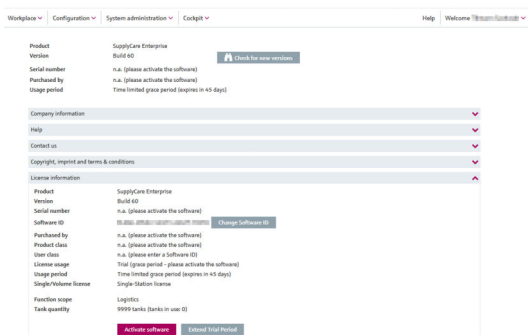 Workplace Configuration System administration Cockpit Help Welcome
Product SupplyCare Enterprise
Version Build 60 Check for new versions
Serial number n.a. (please activate the software)
Purchased by n.a. (please activate the software)
Usage period Time limited grace period (expires in 45 days)
Company information
Help
Contact us
Copyright, imprint and terms & conditions
License information
Product SupplyCare Enterprise
Version Build 60
Serial number n.a. (please activate the software)
Software ID Change Software ID
Purchased by n.a. (please activate the software)
Product class n.a. (please activate the software)
User class n.a. (please enter a Software ID)
License usage Trial (grace period - please activate the software)
Usage period Time limited grace period (expires in 45 days)
Single/Volume license Single-Station license
Function scope Logistics
Tank quantity 9999 tanks (tanks in use: 0)
Activate software Extend Trial Period